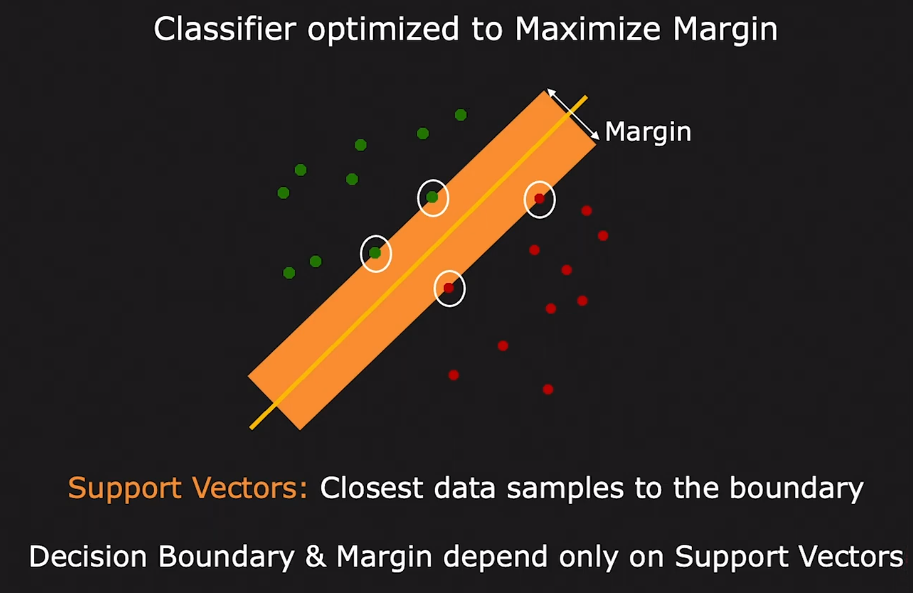 Classifier optimized to Maximize Margin
Margin
Support Vectors: Closest data samples to the boundary
Decision Boundary & Margin depend only on Support Vectors